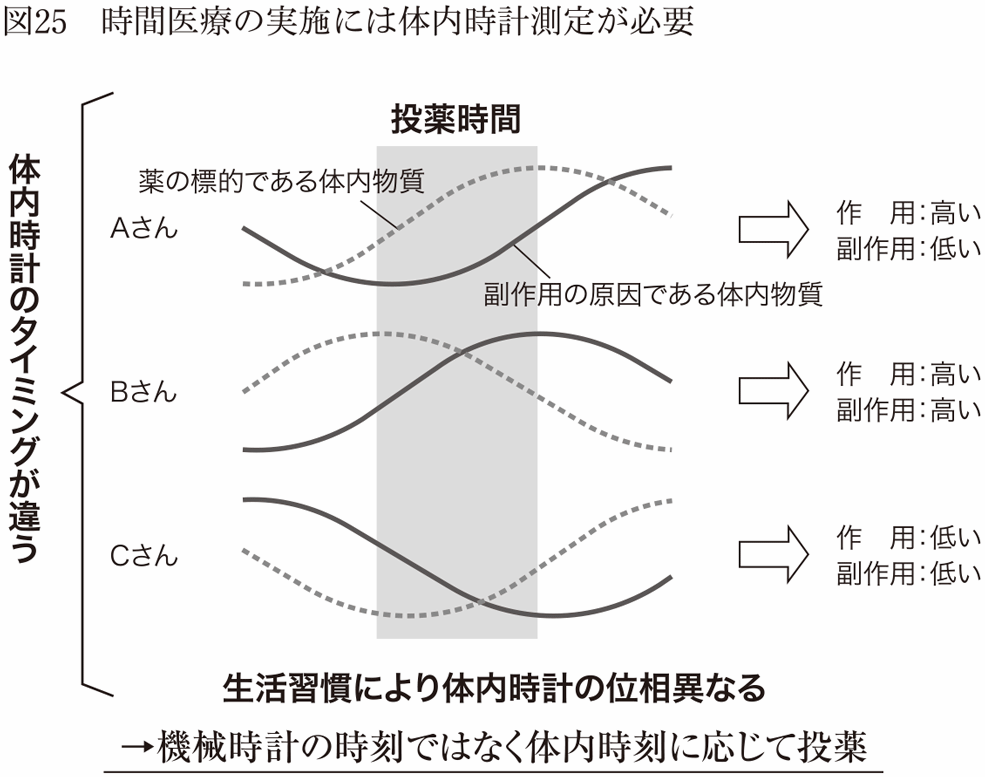 図25　時間医療の実施には体内時計測定が必要
体内時計のタイミングが違う
投薬時間
薬の標的である体内物質
Aさん
副作用の原因である体内物質
作　用：高い
副作用：低い
Bさん
作　用：高い
副作用：高い
Cさん
作　用：低い
副作用：低い
生活習慣により体内時計の位相異なる
→機械時計の時刻ではなく体内時刻に応じて投薬